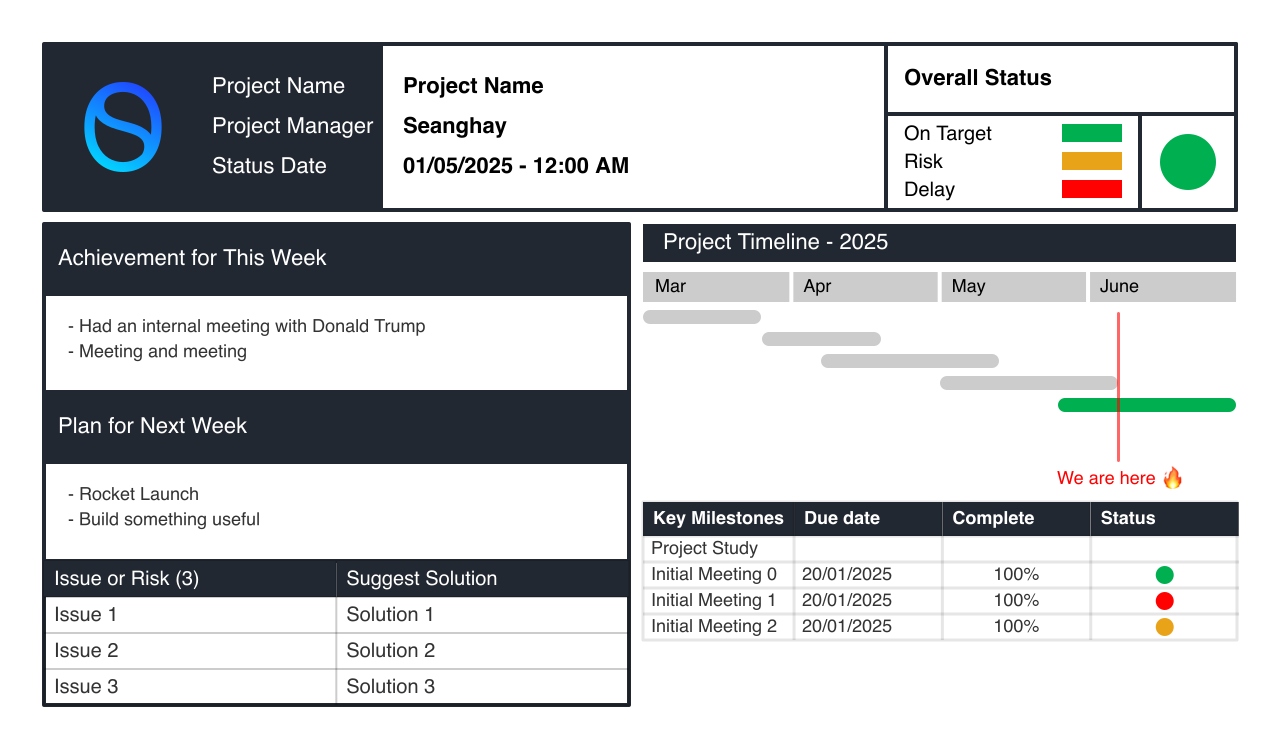 Project Name
Project Manager
Status Date
Project Name
Seanghay
01/05/2025 - 12:00 AM
Overall Status
On Target
Risk
Delay
Achievement for This Week
- Had an internal meeting with Donald Trump
- Meeting and meeting
Plan for Next Week
- Rocket Launch
- Build something useful
Issue or Risk (3) Suggest Solution
Issue 1 Solution 1
Issue 2 Solution 2
Issue 3 Solution 3
Project Timeline - 2025
Mar Apr May June
We are here 🔥
Key Milestones Due date Complete Status
Project Study
Initial Meeting 0 20/01/2025 100%
Initial Meeting 1 20/01/2025 100%
Initial Meeting 2 20/01/2025 100%